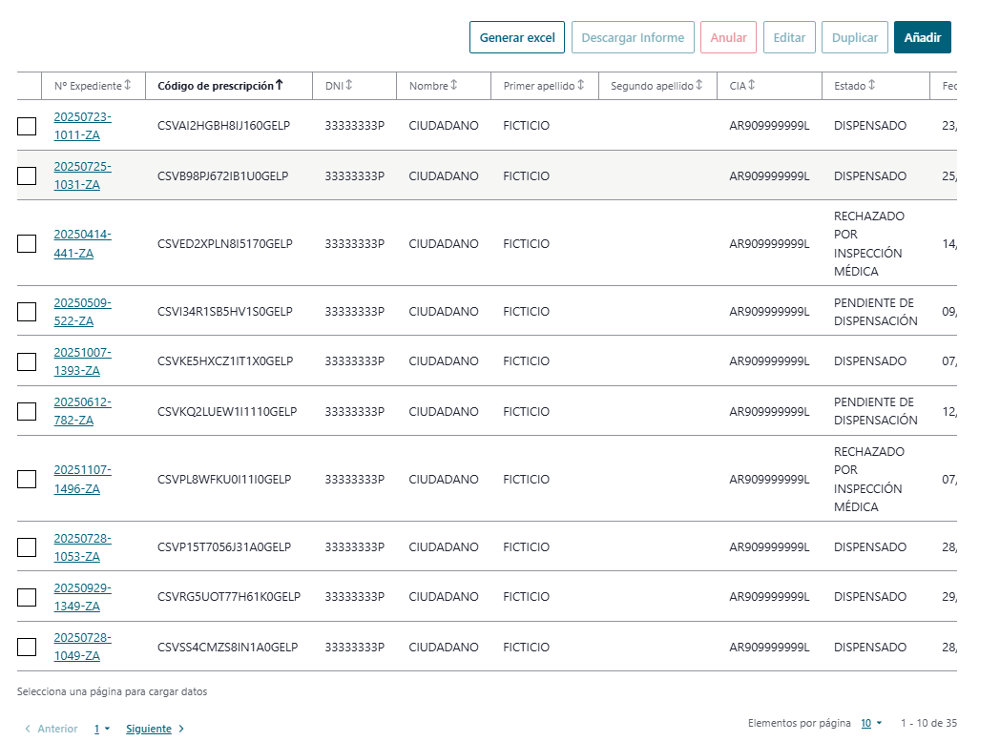 Generar excel Descargar Informe Anular Editar Duplicar Añadir
Nº Expediente Código de prescripción DNI Nombre Primer apellido Segundo apellido CIA Estado Fec
20250723-
1011-ZA CSVAI2HGBH8IJ160GELP 33333333P CIUDADANO FICTICIO AR909999999L DISPENSADO 23,
20250725-
1031-ZA CSVB98PJ672IB1U0GELP 33333333P CIUDADANO FICTICIO AR909999999L DISPENSADO 25,
20250414-
441-ZA CSVED2XPLN8I5170GELP 33333333P CIUDADANO FICTICIO AR909999999L RECHAZADO
POR
INSPECCIÓN
MÉDICA 14,
20250509-
522-ZA CSVI34R1SB5HV1S0GELP 33333333P CIUDADANO FICTICIO AR909999999L PENDIENTE DE
DISPENSACIÓN 09,
20251007-
1393-ZA CSVKE5HXCZ1IT1X0GELP 33333333P CIUDADANO FICTICIO AR909999999L DISPENSADO 07,
20250612-
782-ZA CSVKQ2LUEW1I1110GELP 33333333P CIUDADANO FICTICIO AR909999999L PENDIENTE DE
DISPENSACIÓN 12,
20251107-
1496-ZA CSVPL8WFKU0I11I0GELP 33333333P CIUDADANO FICTICIO AR909999999L RECHAZADO
POR
INSPECCIÓN
MÉDICA 07,
20250728-
1053-ZA CSVP15T7056J31A0GELP 33333333P CIUDADANO FICTICIO AR909999999L DISPENSADO 28,
20250929-
1349-ZA CSVRG5UOT77H61K0GELP 33333333P CIUDADANO FICTICIO AR909999999L DISPENSADO 29,
20250728-
1049-ZA CSVSS4CMZS8IN1A0GELP 33333333P CIUDADANO FICTICIO AR909999999L DISPENSADO 28,
Selecciona una página para cargar datos
Anterior 1 Siguiente Elementos por página 10 1 - 10 de 35